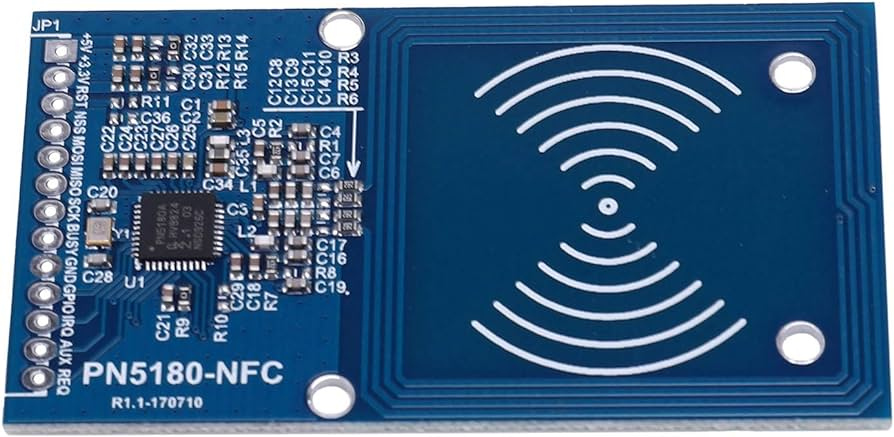 JP1
+5V +3.3V RST NSS MOSI MISO SCK BUSY GND GPIO IRQ AUX REQ
C32
C33
R13
R14
C30
C31
R12
R15
R11
C36
C1
C2
C22
C24
C23
C27
C26
C25
L3
C35
C34
C5
R2
C12 C8
C13 C9
C15 C11
C14 C10
R3
R4
R5
R6
C4
R1
C7
C6
L1
C3
L2
C20
Y1
C28
U1
PN5180A
2.1 03
C17
C16
R8
C19
C29
C18
R7
C21
R9
R10
PN5180-NFC
R1.1-170710